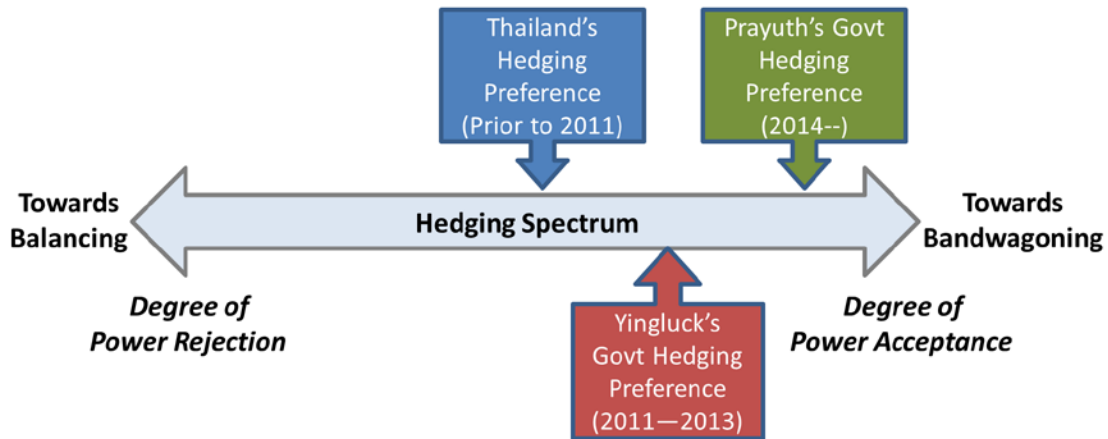 Thailand's
Hedging
Preference
(Prior to 2011)
Prayuth's Govt
Hedging
Preference
(2014--)
Towards
Balancing
Hedging Spectrum
Towards
Bandwagoning
Degree of
Power Rejection
Yingluck's
Govt Hedging
Preference
(2011—2013)
Degree of
Power Acceptance